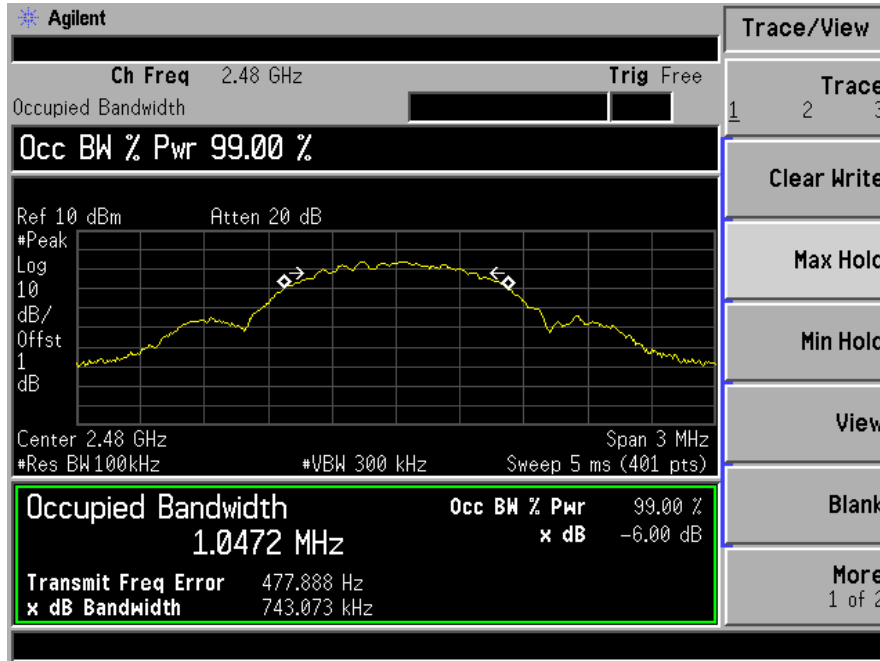 Agilent
Trace/View
Ch Freq 2.48 GHz Trig Free
Occupied Bandwidth
Trace
1 2 3
Occ BW % Pwr 99.00 %
Clear Write
Ref 10 dBm Atten 20 dB
#Peak
Log
10
dB/
Offst
1
dB
Max Hold
Min Hold
Center 2.48 GHz Span 3 MHz
#Res BW 100kHz #VBW 300 kHz Sweep 5 ms (401 pts)
View
Occupied Bandwidth
1.0472 MHz
Occ BW % Pwr 99.00 %
x dB -6.00 dB
Blank
Transmit Freq Error 477.888 Hz
x dB Bandwidth 743.073 kHz
More
1 of 2